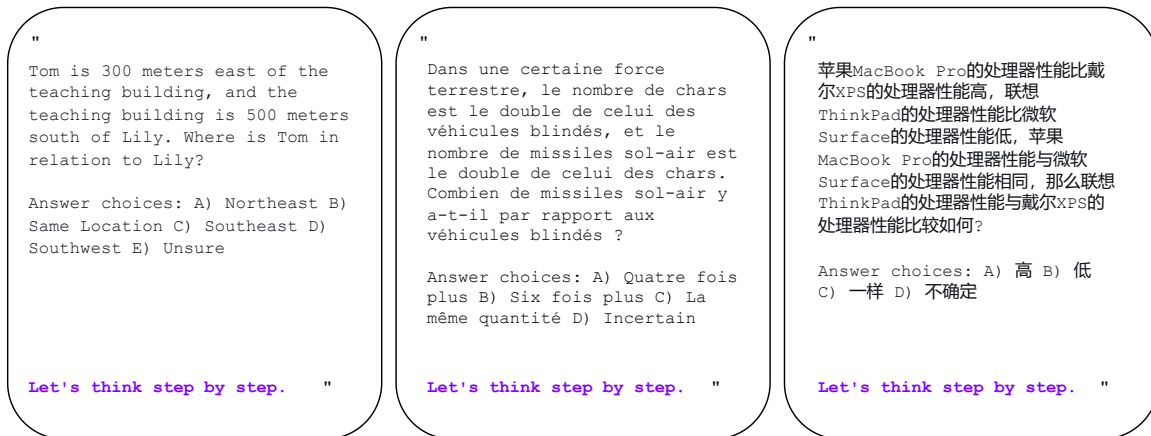 "
Tom is 300 meters east of the
teaching building, and the
teaching building is 500 meters
south of Lily. Where is Tom in
relation to Lily?
Answer choices: A) Northeast B)
Same Location C) Southeast D)
Southwest E) Unsure
Let's think step by step. "
"
Dans une certaine force
terrestre, le nombre de chars
est le double de celui des
véhicules blindés, et le
nombre de missiles sol-air est
le double de celui des chars.
Combien de missiles sol-air y
a-t-il par rapport aux
véhicules blindés ?
Answer choices: A) Quatre fois
plus B) Six fois plus C) La
même quantité D) Incertain
Let's think step by step. "
"
苹果MacBook Pro的处理器性能比戴
尔XPS的处理器性能高，联想
ThinkPad的处理器性能比微软
Surface的处理器性能低，苹果
MacBook Pro的处理器性能与微软
Surface的处理器性能相同，那么联想
ThinkPad的处理器性能与戴尔XPS的
处理器性能比较如何？
Answer choices: A) 高 B) 低
C) 一样 D) 不确定
Let's think step by step. "